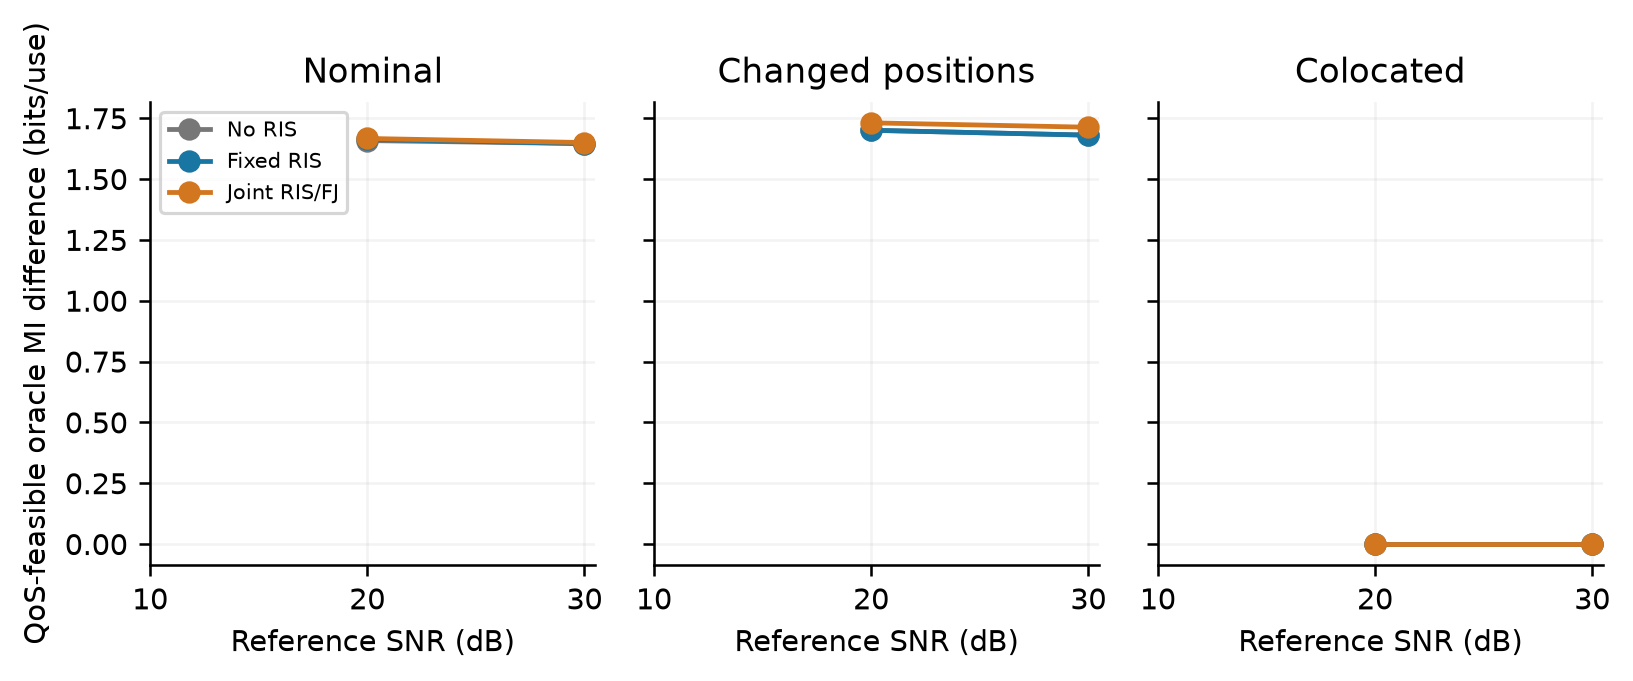 QoS-feasible oracle MI difference (bits/use)
Nominal
Changed positions
Colocated
1.75
1.50
1.25
1.00
0.75
0.50
0.25
0.00
No RIS
Fixed RIS
Joint RIS/FJ
10 20 30
10 20 30
10 20 30
Reference SNR (dB)
Reference SNR (dB)
Reference SNR (dB)